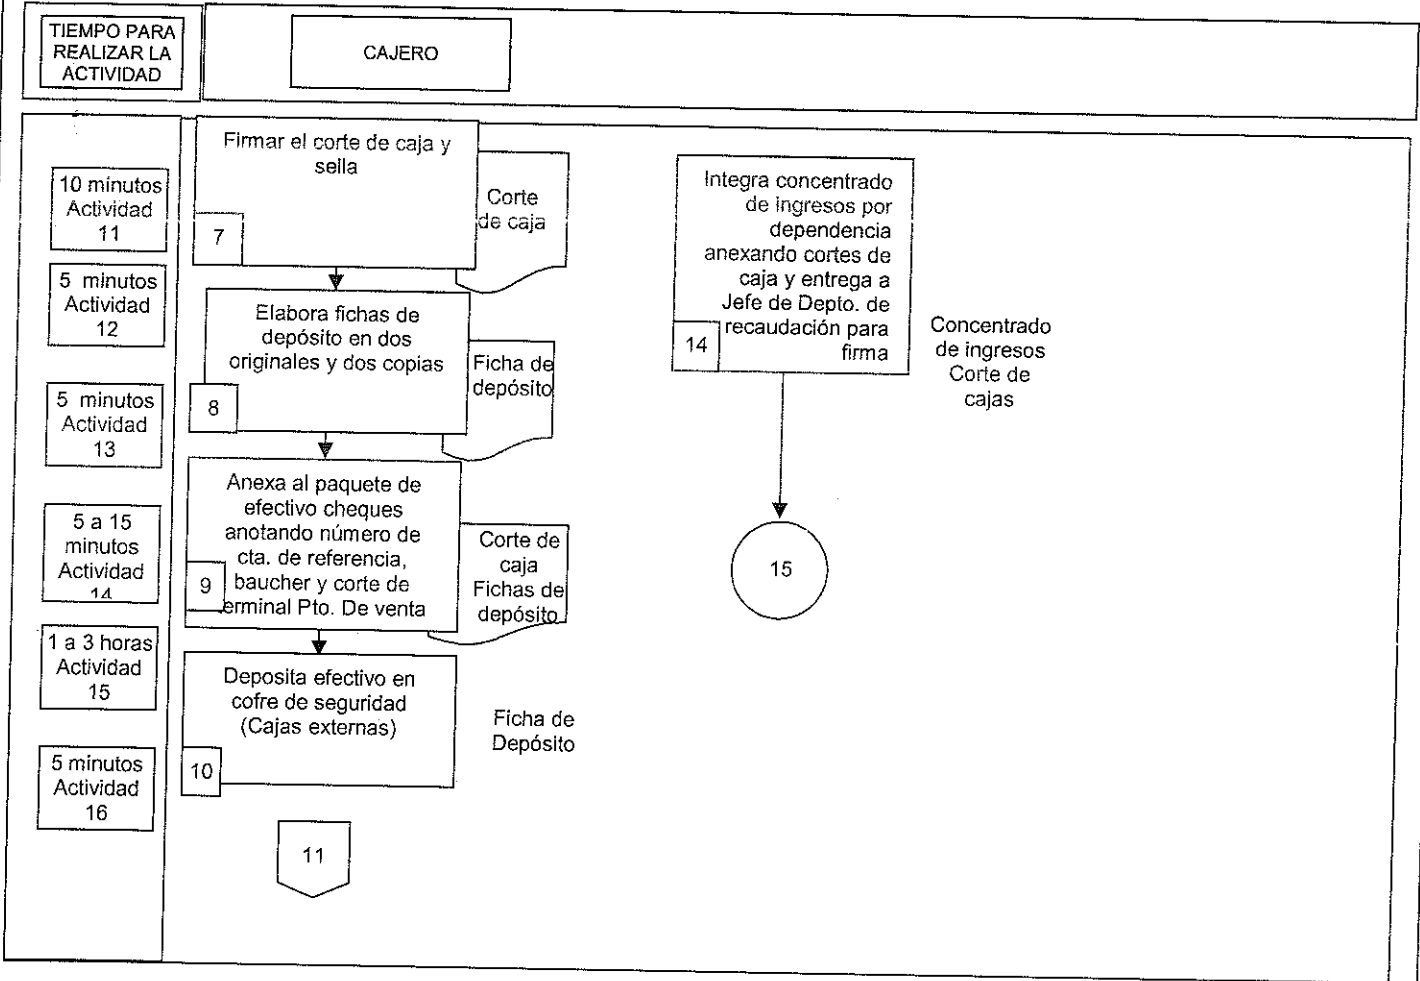 TIEMPO PARA
REALIZAR LA
ACTIVIDAD
CAJERO
10 minutos
Actividad
11
5 minutos
Actividad
12
5 minutos
Actividad
13
5 a 15
minutos
Actividad
14
1 a 3 horas
Actividad
15
5 minutos
Actividad
16
Firmar el corte de caja y
sella
7
Corte
de caja
Elabora fichas de
depósito en dos
originales y dos copias
8
Ficha de
depósito
Anexa al paquete de
efectivo cheques
anotando número de
cta. de referencia,
baucher y corte de
erminal Pto. De venta
9
Corte de
caja
Fichas de
depósito
Deposita efectivo en
cofre de seguridad
(Cajas externas)
10
Ficha de
Depósito
11
Integra concentrado
de ingresos por
dependencia
anexando cortes de
caja y entrega a
Jefe de Depto. de
recaudación para
firma
14
Concentrado
de ingresos
Corte de
cajas
15